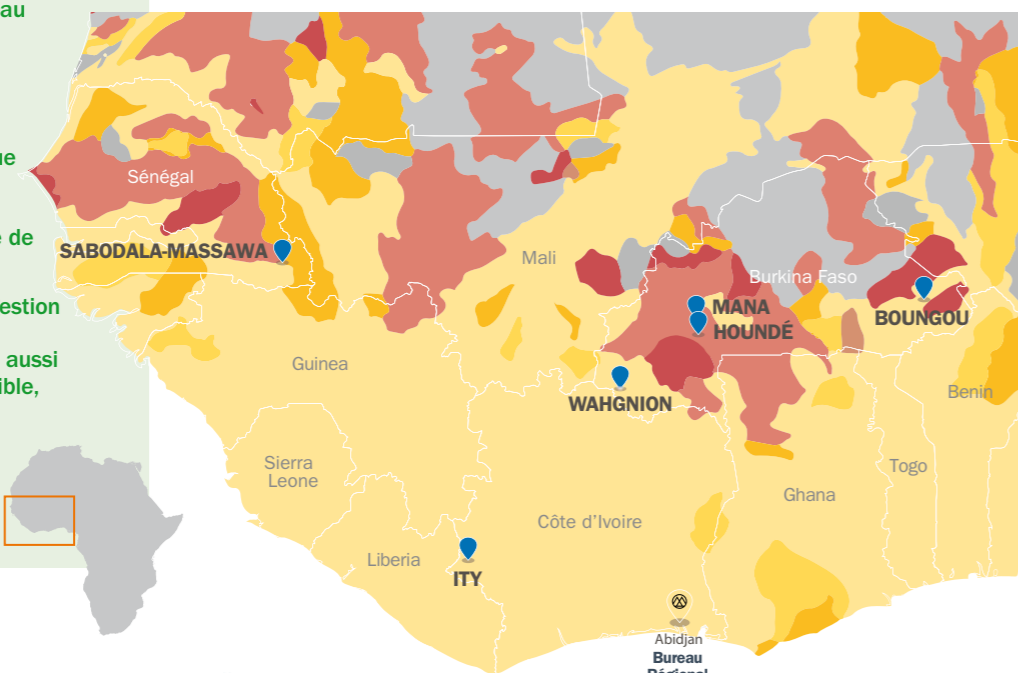 au
ue
e de
estion
aussi
ible,
Sénégal
SABODALA-MASSAWA
Mali
Burkina Faso
MANA
HOUNDÉ
BOUNGOU
Guinea
WAHGNION
Benin
Sierra
Leone
Togo
Ghana
Côte d'Ivoire
Liberia
ITY
Abidjan
Bureau
Régional